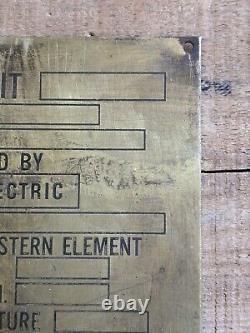 IT
D BY
ECTRIC
STERN ELEMENT
.
TURE
ebay